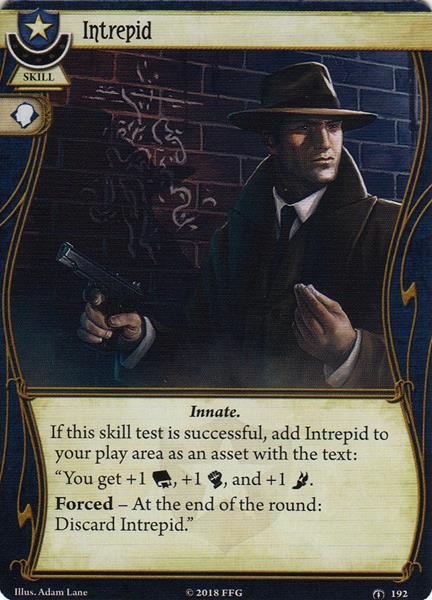 Intrepid
SKILL
Innate.
If this skill test is successful, add Intrepid to
your play area as an asset with the text:
“You get +1 , +1 , and +1 .
Forced – At the end of the round:
Discard Intrepid.”
Illus. Adam Lane © 2018 FFG 192